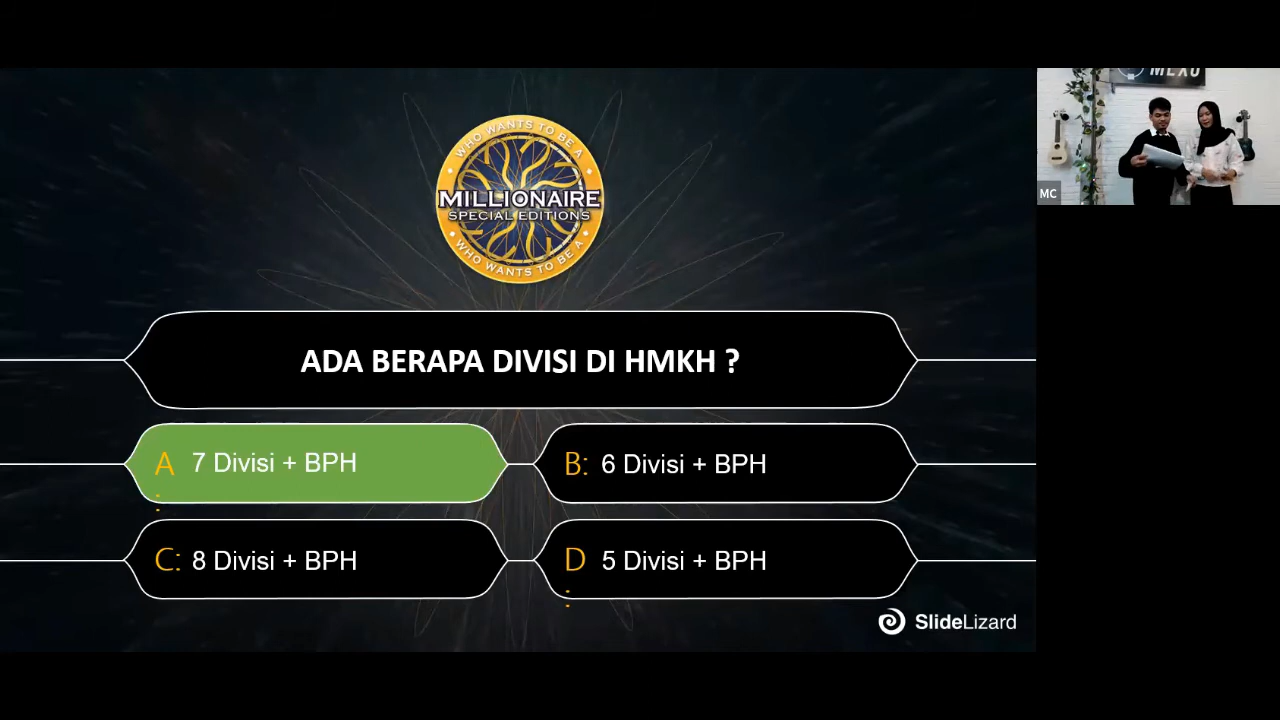 WHO WANTS TO BE A
MILLIONAIRE
SPECIAL EDITIONS
WHO WANTS TO BE A
MC
ADA BERAPA DIVISI DI HMKH ?
A : 7 Divisi + BPH
B: 6 Divisi + BPH
C: 8 Divisi + BPH
D : 5 Divisi + BPH
SlideLizard